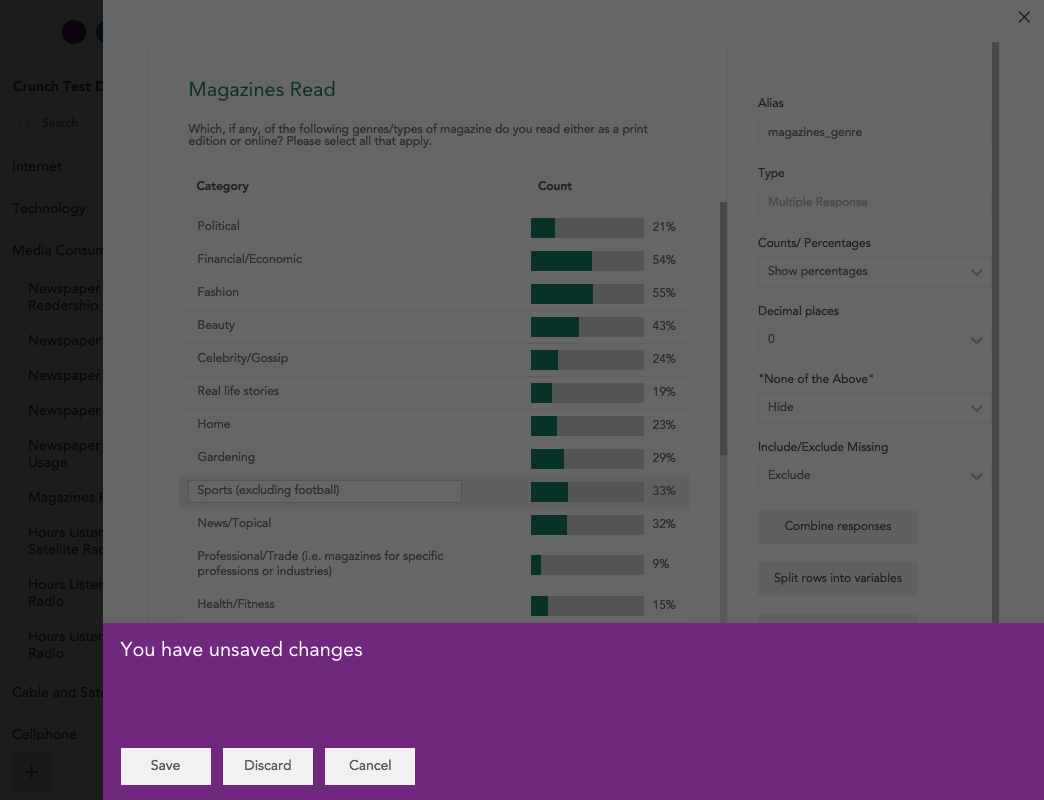 Crunch Test D
Search
Internet
Technology
Media Consum
Newspaper
Readership
Newspaper
Newspaper
Newspaper
Newspaper
Usage
Magazines R
Hours Listen
Satellite Rad
Hours Listen
Radio
Hours Listen
Radio
Cable and Sate
Cellphone
+
Magazines Read
Which, if any, of the following genres/types of magazine do you read either as a print
edition or online? Please select all that apply.
Category Count
Political 21%
Financial/Economic 54%
Fashion 55%
Beauty 43%
Celebrity/Gossip 24%
Real life stories 19%
Home 23%
Gardening 29%
Sports (excluding football) 33%
News/Topical 32%
Professional/Trade (i.e. magazines for specific
professions or industries) 9%
Health/Fitness 15%
Alias
magazines_genre
Type
Multiple Response
Counts/ Percentages
Show percentages
Decimal places
0
"None of the Above"
Hide
Include/Exclude Missing
Exclude
Combine responses
Split rows into variables
You have unsaved changes
Save Discard Cancel